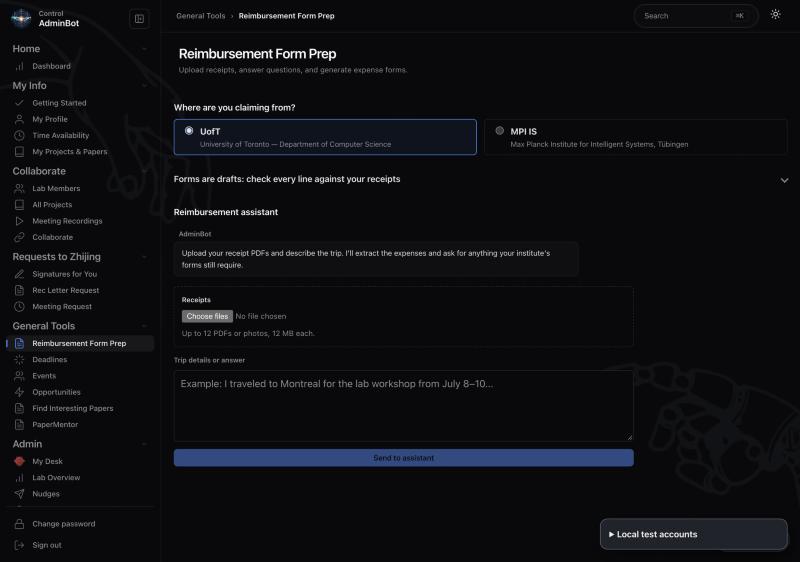 Control
AdminBot
Home
Dashboard
My Info
Getting Started
My Profile
Time Availability
My Projects & Papers
Collaborate
Lab Members
All Projects
Meeting Recordings
Collaborate
Requests to Zhijing
Signatures for You
Rec Letter Request
Meeting Request
General Tools
Reimbursement Form Prep
Deadlines
Events
Opportunities
Find Interesting Papers
PaperMentor
Admin
My Desk
Lab Overview
Nudges
Change password
Sign out
General Tools › Reimbursement Form Prep
Search ⌘K
Reimbursement Form Prep
Upload receipts, answer questions, and generate expense forms.
Where are you claiming from?
UofT
University of Toronto — Department of Computer Science
MPI IS
Max Planck Institute for Intelligent Systems, Tübingen
Forms are drafts: check every line against your receipts
Reimbursement assistant
AdminBot
Upload your receipt PDFs and describe the trip. I'll extract the expenses and ask for anything your institute's
forms still require.
Receipts
Choose files No file chosen
Up to 12 PDFs or photos, 12 MB each.
Trip details or answer
Example: I traveled to Montreal for the lab workshop from July 8–10...
Send to assistant
Local test accounts